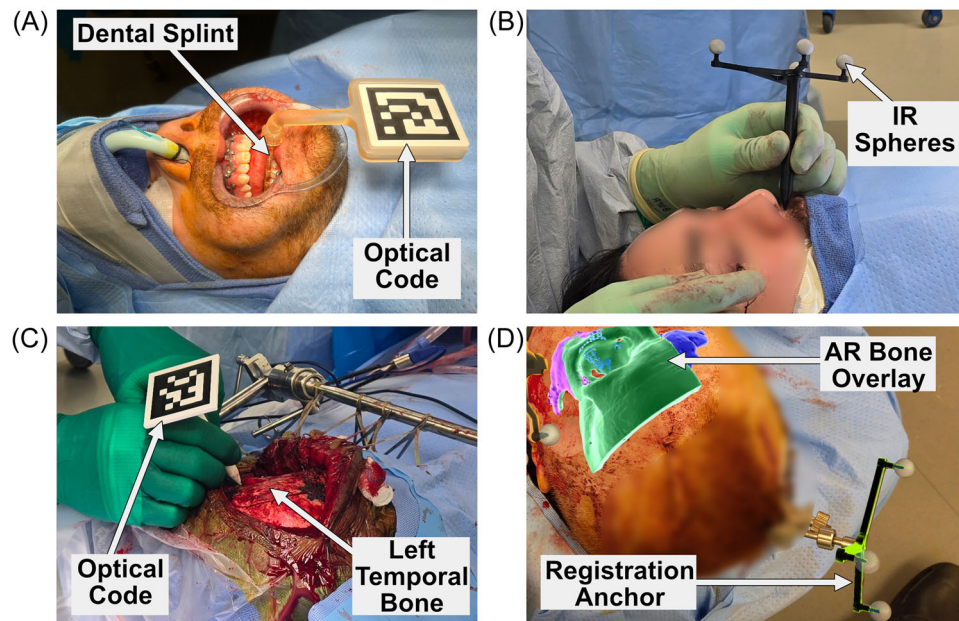 (A)
Dental Splint
Optical
Code
(B)
IR
Spheres
(C)
Optical
Code
Left
Temporal
Bone
(D)
AR Bone
Overlay
Registration
Anchor